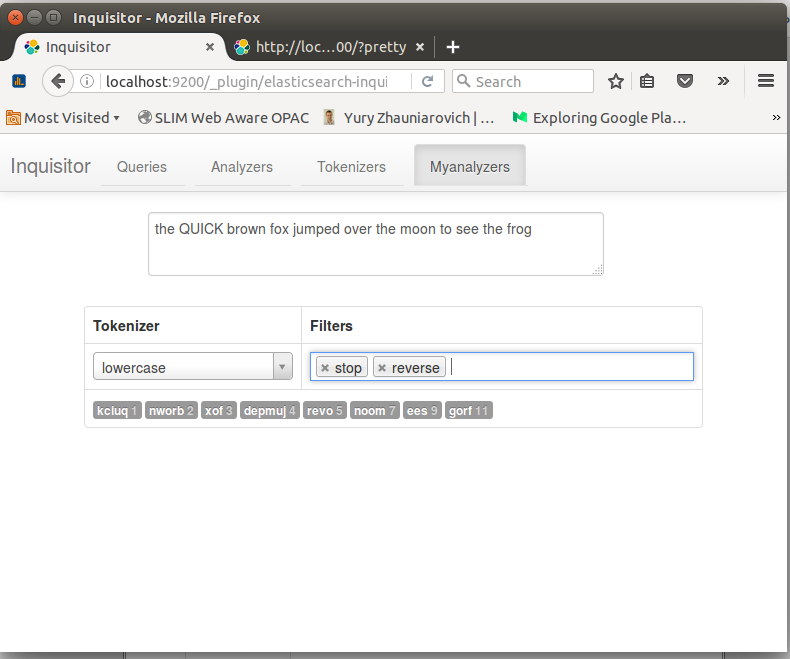 Inquisitor - Mozilla Firefox
Inquisitor
http://loc...00/?pretty
localhost:9200/_plugin/elasticsearch-inqui
Search
Most Visited
SLIM Web Aware OPAC
Yury Zhauniarovich | ...
Exploring Google Pla...
Inquisitor
Queries
Analyzers
Tokenizers
Myanalyzers
the QUICK brown fox jumped over the moon to see the frog
Tokenizer
Filters
lowercase
stop
reverse
kciuq 1 nworb 2 xof 3 depmuj 4 revo 5 noom 7 ees 9 gorf 11